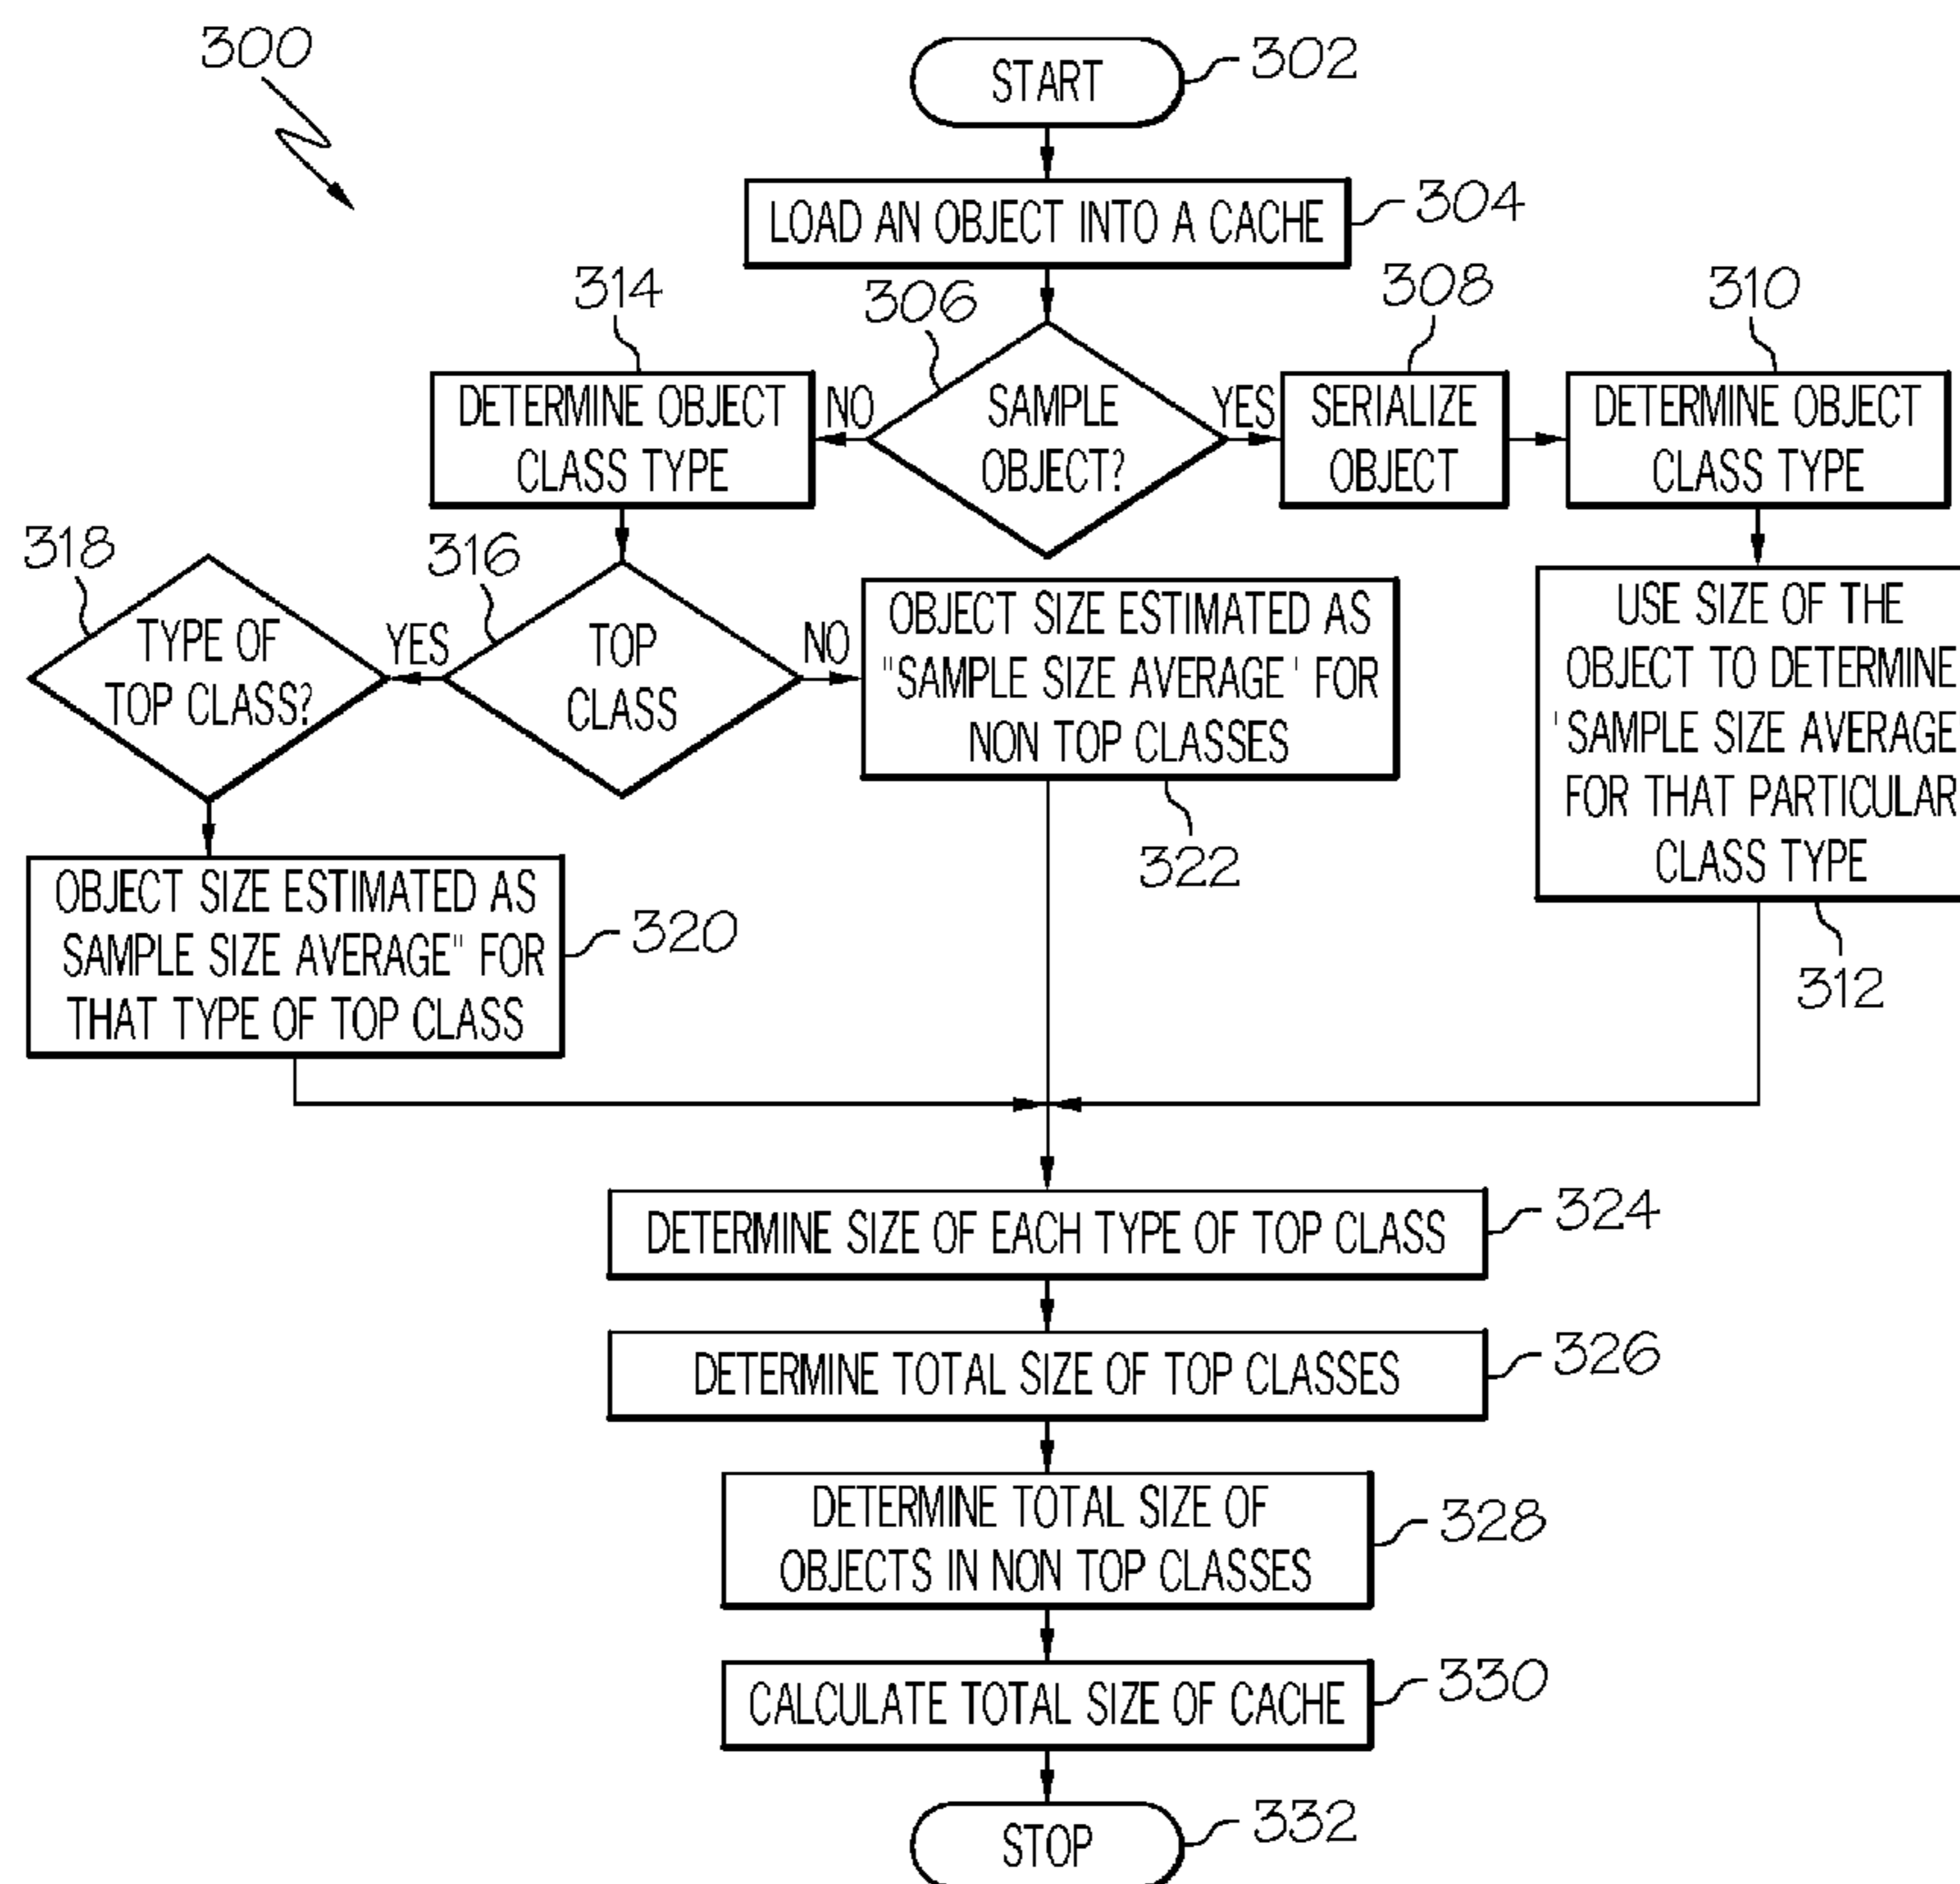 300
START
302
LOAD AN OBJECT INTO A CACHE
304
306
SAMPLE
OBJECT?
YES
NO
308
SERIALIZE
OBJECT
310
DETERMINE OBJECT
CLASS TYPE
314
DETERMINE OBJECT
CLASS TYPE
316
TOP
CLASS
YES
NO
318
TYPE OF
TOP CLASS?
OBJECT SIZE ESTIMATED AS
"SAMPLE SIZE AVERAGE' FOR
NON TOP CLASSES
322
USE SIZE OF THE
OBJECT TO DETERMINE
'SAMPLE SIZE AVERAGE
FOR THAT PARTICULAR
CLASS TYPE
312
OBJECT SIZE ESTIMATED AS
SAMPLE SIZE AVERAGE" FOR
THAT TYPE OF TOP CLASS
320
DETERMINE SIZE OF EACH TYPE OF TOP CLASS
324
DETERMINE TOTAL SIZE OF TOP CLASSES
326
DETERMINE TOTAL SIZE OF
OBJECTS IN NON TOP CLASSES
328
CALCULATE TOTAL SIZE OF CACHE
330
STOP
332